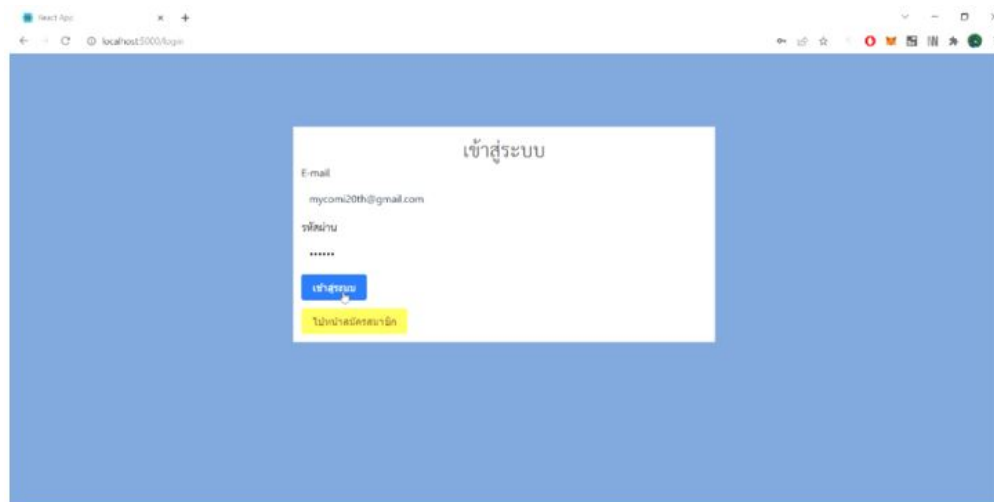 React App
localhost:5000/login
เข้าสู่ระบบ
E-mail
mycomi20th@gmail.com
รหัสผ่าน
••••••
เข้าสู่ระบบ
ไปหน้าสมัครสมาชิก